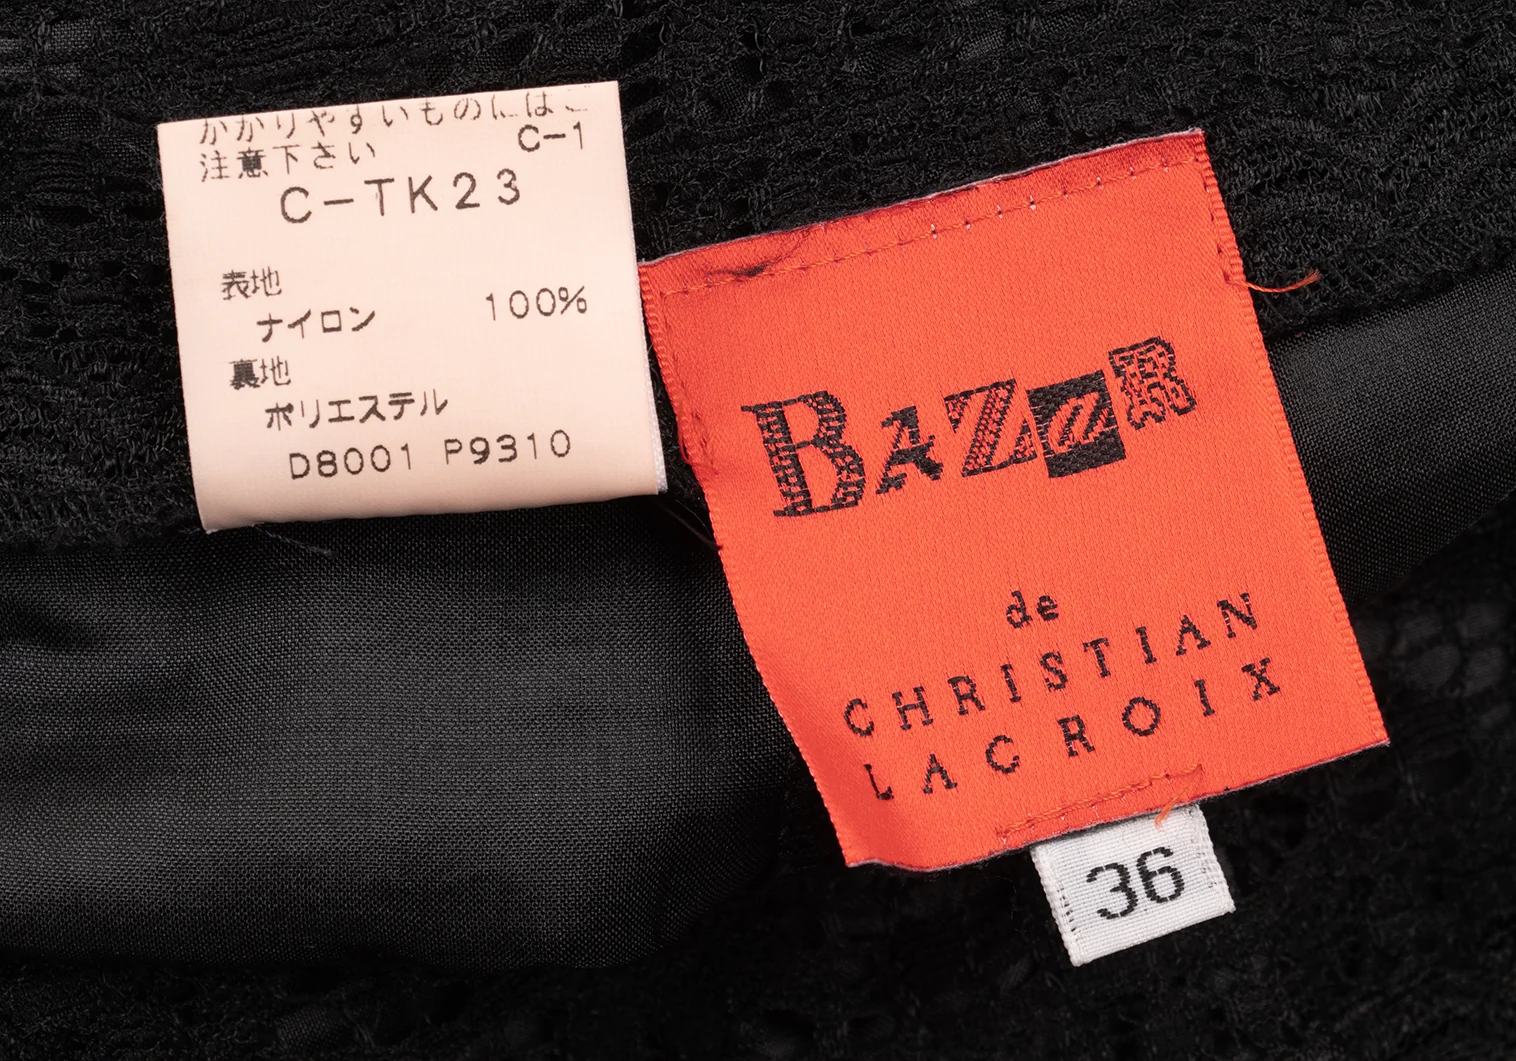 かかりやすいものにはご
注意下さい
C-1
C-TK23
表地
ナイロン 100%
裏地
ポリエステル
D8001 P9310
BAZaR
de
CHRISTIAN
LACROIX
36